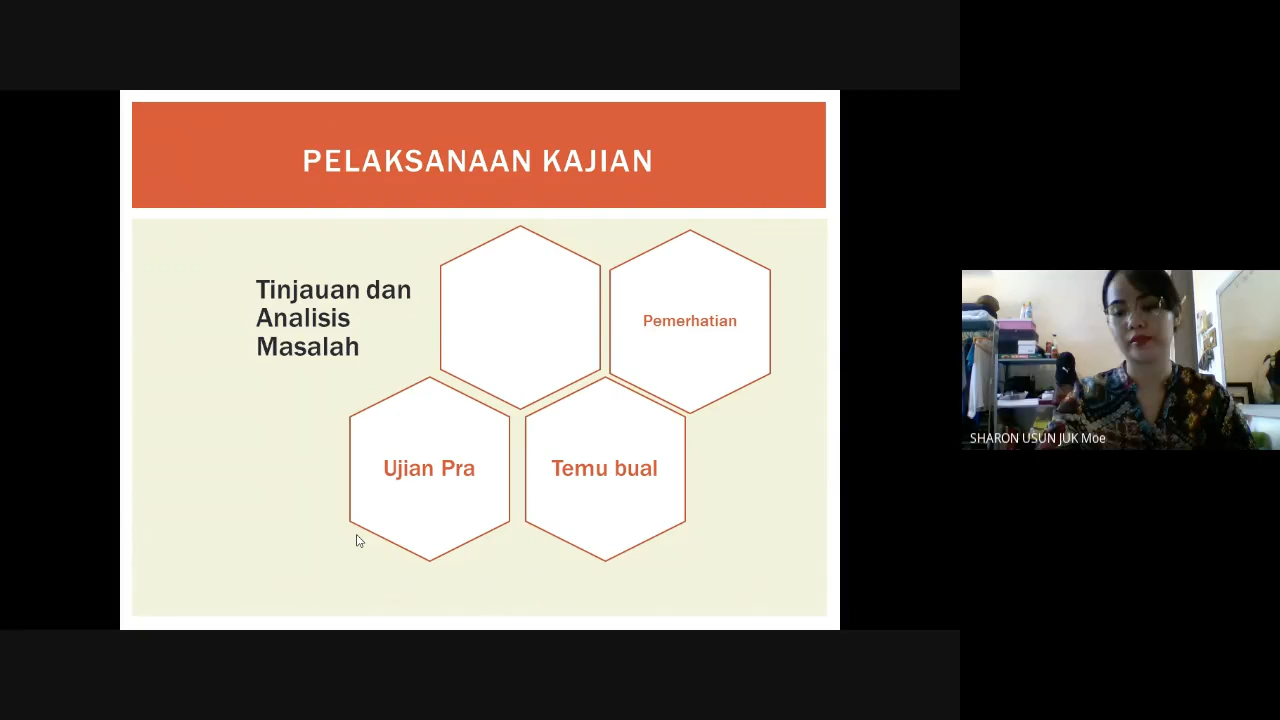 PELAKSANAAN KAJIAN
Tinjauan dan
Analisis
Masalah
Pemerhatian
Ujian Pra
Temu bual
SHARON USUN JUK Moe